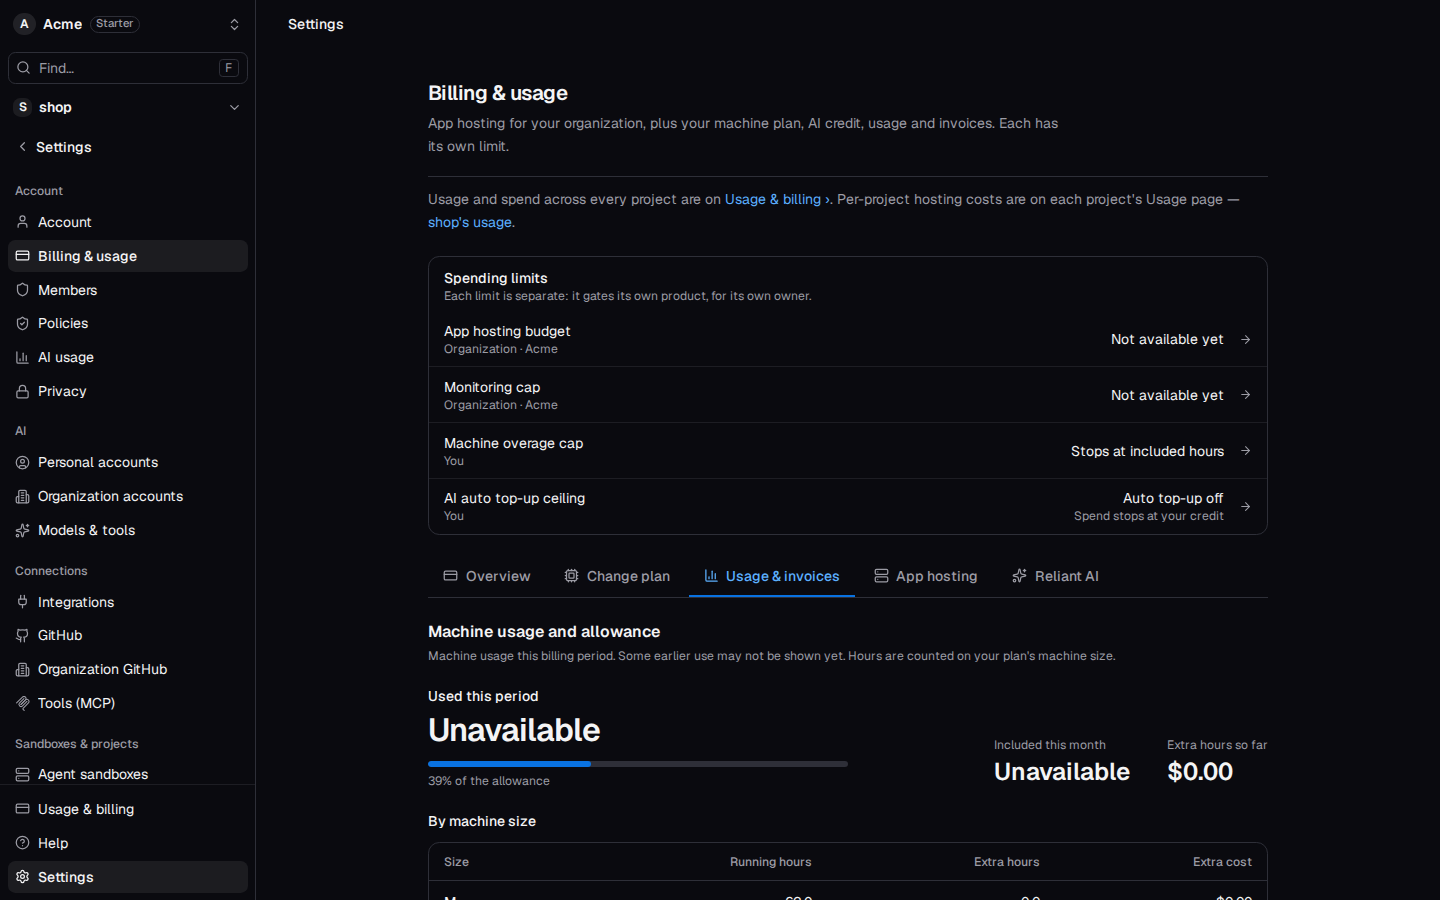 A Acme Starter
Find... F
S shop
Settings
Account
Account
Billing & usage
Members
Policies
AI usage
Privacy
AI
Personal accounts
Organization accounts
Models & tools
Connections
Integrations
GitHub
Organization GitHub
Tools (MCP)
Sandboxes & projects
Agent sandboxes
Usage & billing
Help
Settings
Settings
Billing & usage
App hosting for your organization, plus your machine plan, AI credit, usage and invoices. Each has
its own limit.
Usage and spend across every project are on Usage & billing ›. Per-project hosting costs are on each project's Usage page —
shop's usage.
Spending limits
Each limit is separate: it gates its own product, for its own owner.
App hosting budget
Organization · Acme
Not available yet
Monitoring cap
Organization · Acme
Not available yet
Machine overage cap
You
Stops at included hours
AI auto top-up ceiling
You
Auto top-up off
Spend stops at your credit
Overview Change plan Usage & invoices App hosting Reliant AI
Machine usage and allowance
Machine usage this billing period. Some earlier use may not be shown yet. Hours are counted on your plan's machine size.
Used this period
Unavailable
39% of the allowance
Included this month
Unavailable
Extra hours so far
$0.00
By machine size
Size Running hours Extra hours Extra cost